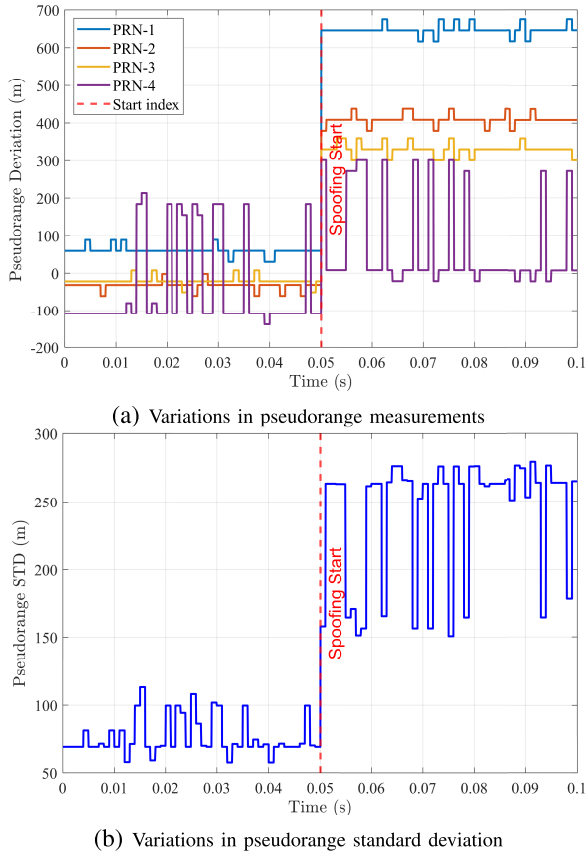 700
600
500
400
300
200
100
0
-100
-200
Pseudorange Deviation (m)
PRN-1
PRN-2
PRN-3
PRN-4
Start index
Spoofing Start
0 0.01 0.02 0.03 0.04 0.05 0.06 0.07 0.08 0.09 0.1
Time (s)
(a) Variations in pseudorange measurements
300
250
200
150
100
50
Pseudorange STD (m)
Spoofing Start
0 0.01 0.02 0.03 0.04 0.05 0.06 0.07 0.08 0.09 0.1
Time (s)
(b) Variations in pseudorange standard deviation